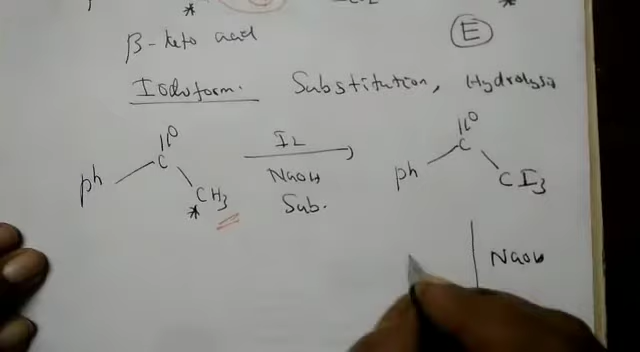 *
*
β-keto acid
E
Iodoform. Substitution, Hydrolysis
O
C
Ph
CH3
*
I2
NaOH
Sub.
O
C
Ph
CI3
NaOH